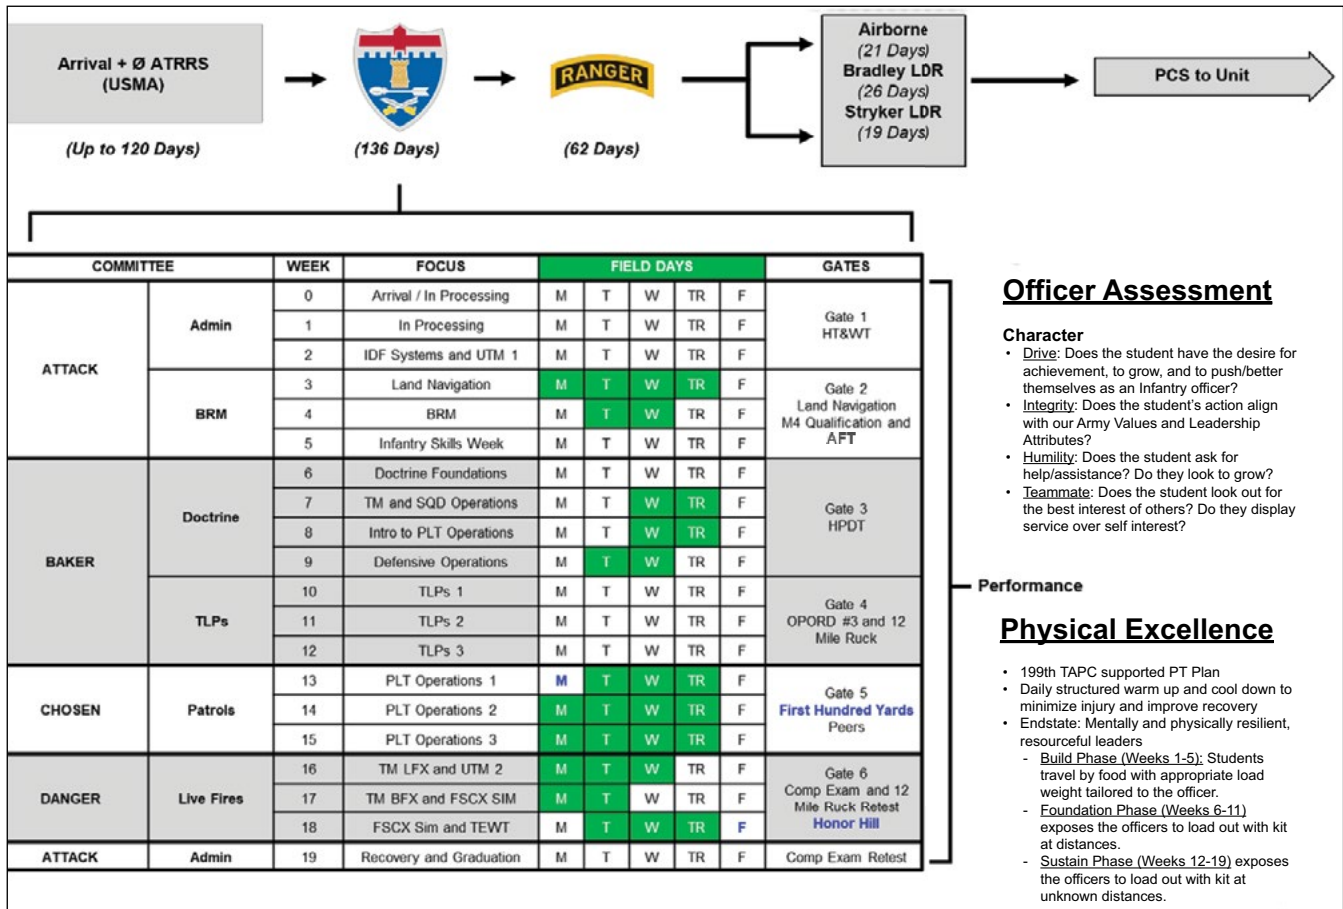 Arrival + Ø ATRRS
(USMA)
(Up to 120 Days)
(136 Days)
RANGER
(62 Days)
Airborne
(21 Days)
Bradley LDR
(26 Days)
Stryker LDR
(19 Days)
PCS to Unit
COMMITTEE WEEK FOCUS FIELD DAYS GATES
ATTACK
Admin
0 Arrival / In Processing M T W TR F
1 In Processing M T W TR F
2 IDF Systems and UTM 1 M T W TR F
Gate 1
HT&WT
BRM
3 Land Navigation M T W TR F
4 BRM M T W TR F
5 Infantry Skills Week M T W TR F
Gate 2
Land Navigation
M4 Qualification and
AFT
BAKER
Doctrine
6 Doctrine Foundations M T W TR F
7 TM and SQD Operations M T W TR F
8 Intro to PLT Operations M T W TR F
9 Defensive Operations M T W TR F
Gate 3
HPDT
TLPs
10 TLPs 1 M T W TR F
11 TLPs 2 M T W TR F
12 TLPs 3 M T W TR F
Gate 4
OPORD #3 and 12
Mile Ruck
CHOSEN
Patrols
13 PLT Operations 1 M T W TR F
14 PLT Operations 2 M T W TR F
15 PLT Operations 3 M T W TR F
Gate 5
First Hundred Yards
Peers
DANGER
Live Fires
16 TM LFX and UTM 2 M T W TR F
17 TM BFX and FSCX SIM M T W TR F
18 FSCX Sim and TEWT M T W TR F
Gate 6
Comp Exam and 12
Mile Ruck Retest
Honor Hill
ATTACK Admin 19 Recovery and Graduation M T W TR F Comp Exam Retest
Performance
Officer Assessment
Character
• Drive: Does the student have the desire for
achievement, to grow, and to push/better
themselves as an Infantry officer?
• Integrity: Does the student's action align
with our Army Values and Leadership
Attributes?
• Humility: Does the student ask for
help/assistance? Do they look to grow?
• Teammate: Does the student look out for
the best interest of others? Do they display
service over self interest?
Physical Excellence
• 199th TAPC supported PT Plan
• Daily structured warm up and cool down to
minimize injury and improve recovery
• Endstate: Mentally and physically resilient,
resourceful leaders
- Build Phase (Weeks 1-5): Students
travel by food with appropriate load
weight tailored to the officer.
- Foundation Phase (Weeks 6-11)
exposes the officers to load out with kit
at distances.
- Sustain Phase (Weeks 12-19) exposes
the officers to load out with kit at
unknown distances.